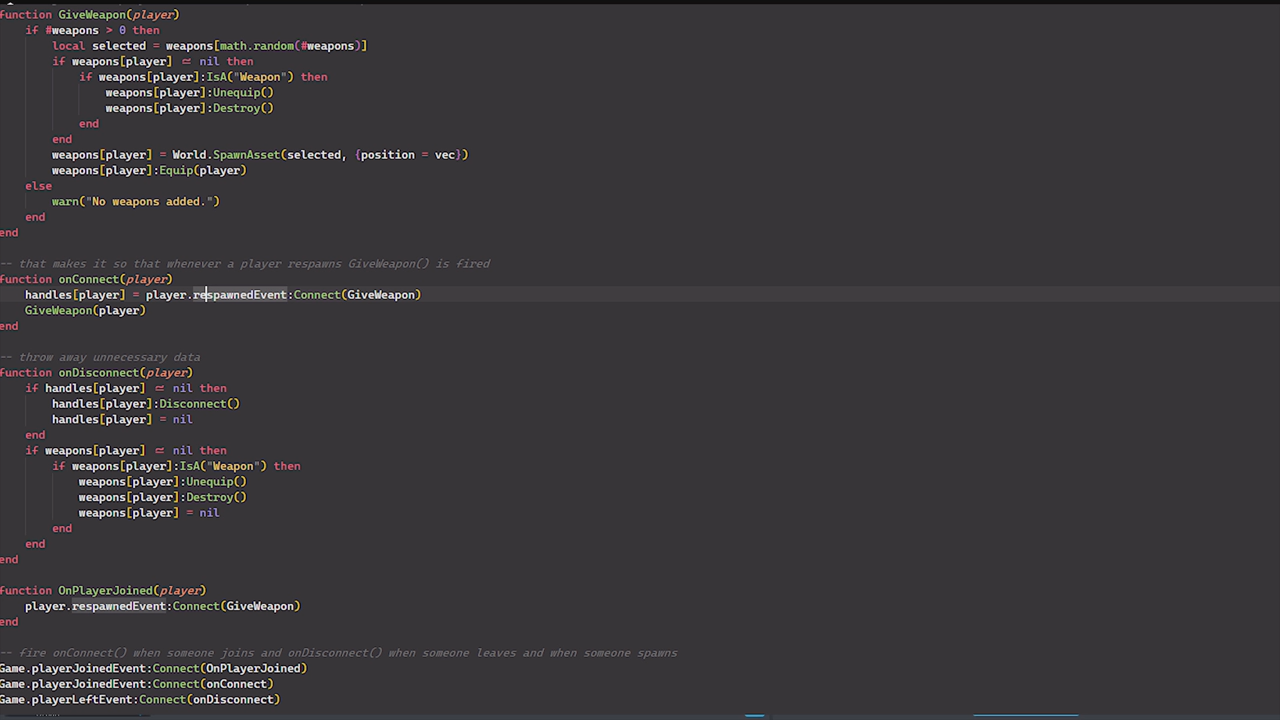 function GiveWeapon(player)
if #weapons > 0 then
local selected = weapons[math.random(#weapons)]
if weapons[player] ~= nil then
if weapons[player]:IsA("Weapon") then
weapons[player]:Unequip()
weapons[player]:Destroy()
end
end
weapons[player] = World.SpawnAsset(selected, {position = vec})
weapons[player]:Equip(player)
else
warn("No weapons added.")
end
end
-- that makes it so that whenever a player respawns GiveWeapon() is fired
function onConnect(player)
handles[player] = player.respawnedEvent:Connect(GiveWeapon)
GiveWeapon(player)
end
-- throw away unnecessary data
function onDisconnect(player)
if handles[player] ~= nil then
handles[player]:Disconnect()
handles[player] = nil
end
if weapons[player] ~= nil then
if weapons[player]:IsA("Weapon") then
weapons[player]:Unequip()
weapons[player]:Destroy()
weapons[player] = nil
end
end
end
function OnPlayerJoined(player)
player.respawnedEvent:Connect(GiveWeapon)
end
-- fire onConnect() when someone joins and onDisconnect() when someone leaves and when someone spawns
Game.playerJoinedEvent:Connect(OnPlayerJoined)
Game.playerJoinedEvent:Connect(onConnect)
Game.playerLeftEvent:Connect(onDisconnect)